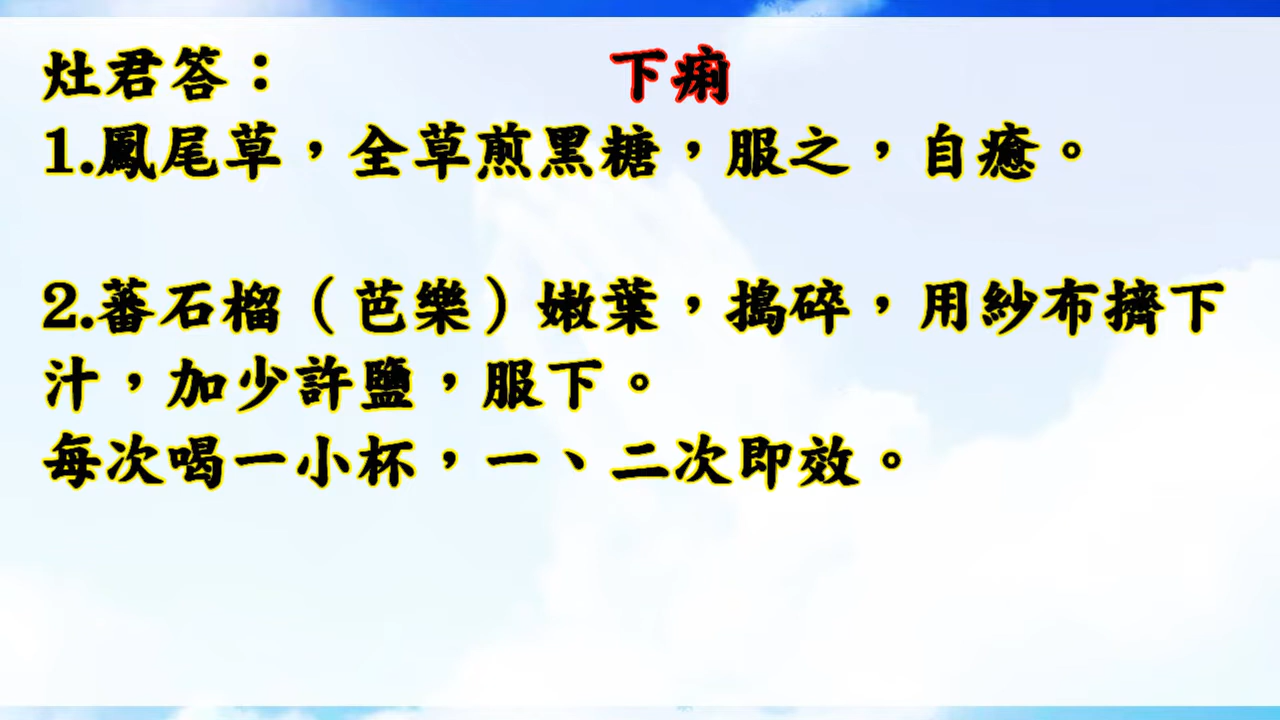 灶君答： 下痢
1.鳳尾草，全草煎黑糖，服之，自癒。
2.蕃石榴（芭樂）嫩葉，搗碎，用紗布擠下
汁，加少許鹽，服下。
每次喝一小杯，一、二次即效。